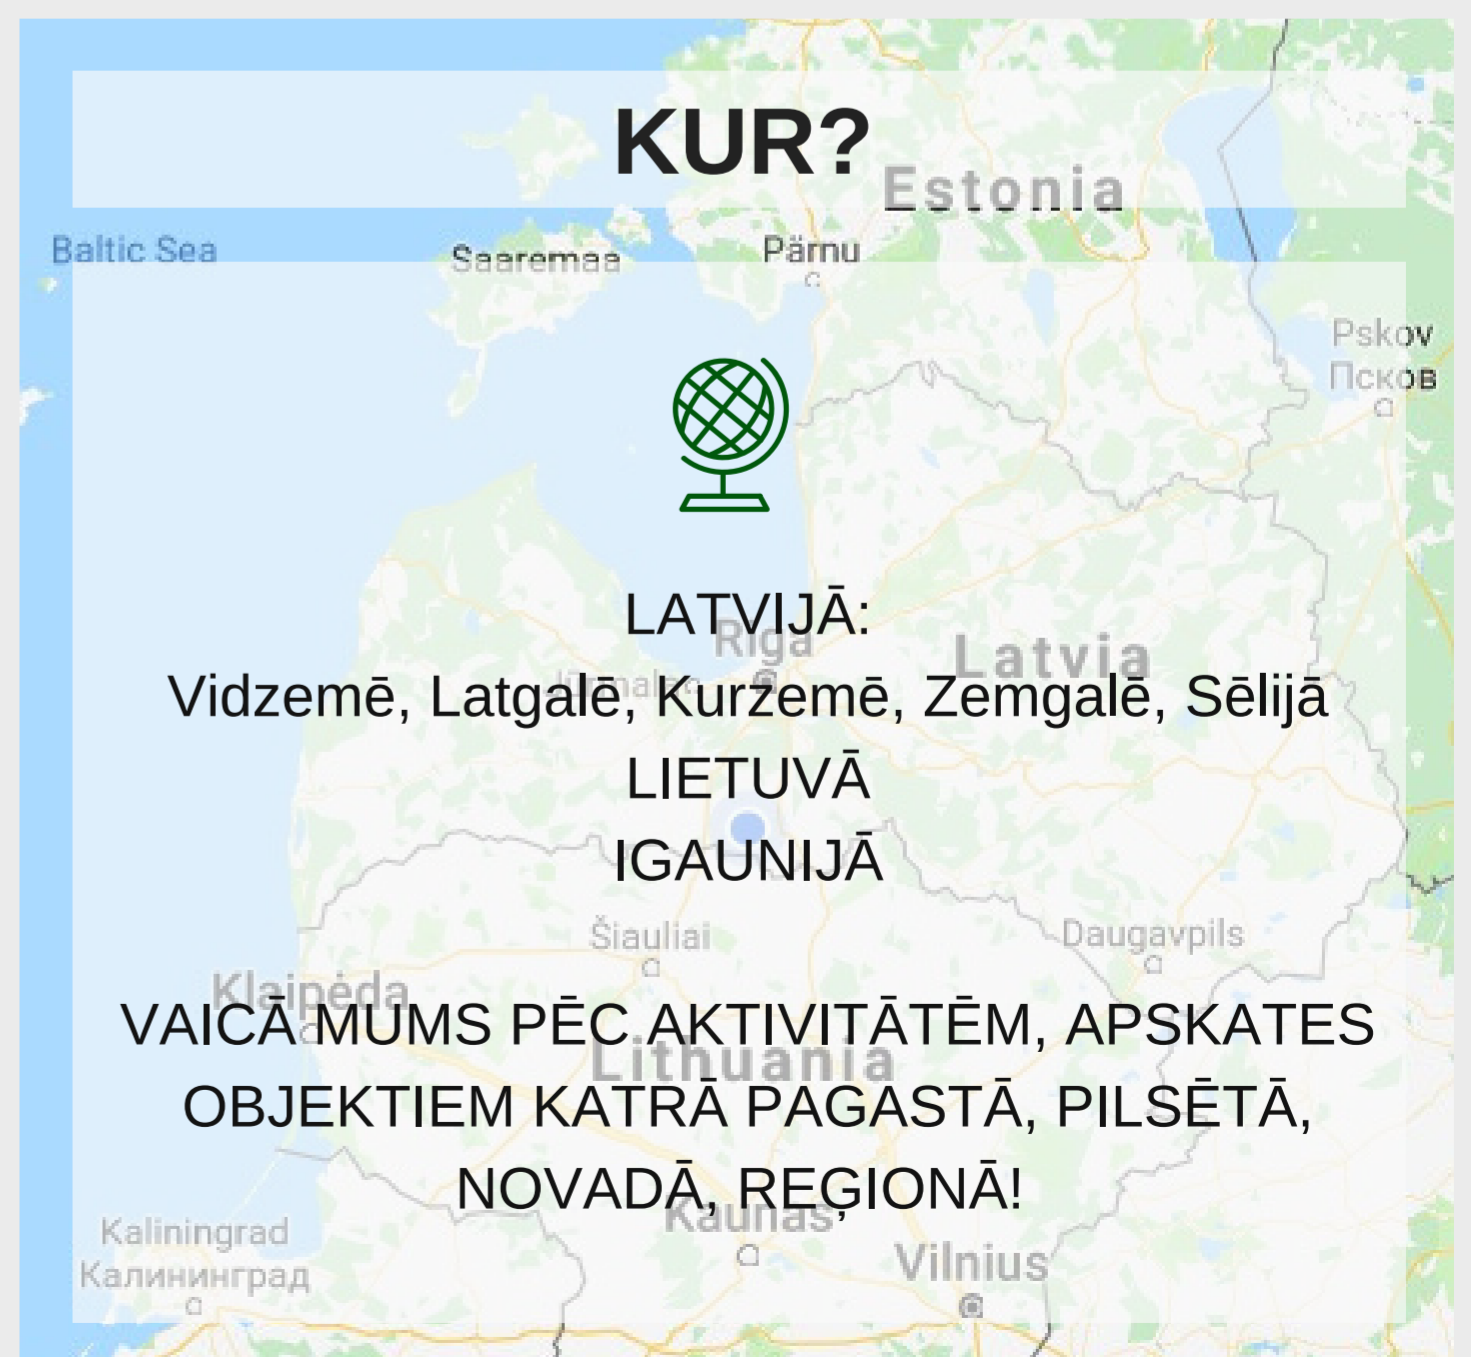 KUR?
Estonia
Baltic Sea
Saaremaa
Pärnu
Pskov
Псков
LATVIJĀ:
Riga
Latvia
Jūrmala
Vidzemē, Latgalē, Kurzemē, Zemgalē, Sēlijā
LIETUVĀ
IGAUNIJĀ
Šiauliai
Daugavpils
Klaipėda
VAICĀ MUMS PĒC AKTIVITĀTĒM, APSKATES
Lithuania
OBJEKTIEM KATRĀ PAGASTĀ, PILSĒTĀ,
NOVADĀ, REĢIONĀ!
Kaunas
Kaliningrad
Калининград
Vilnius